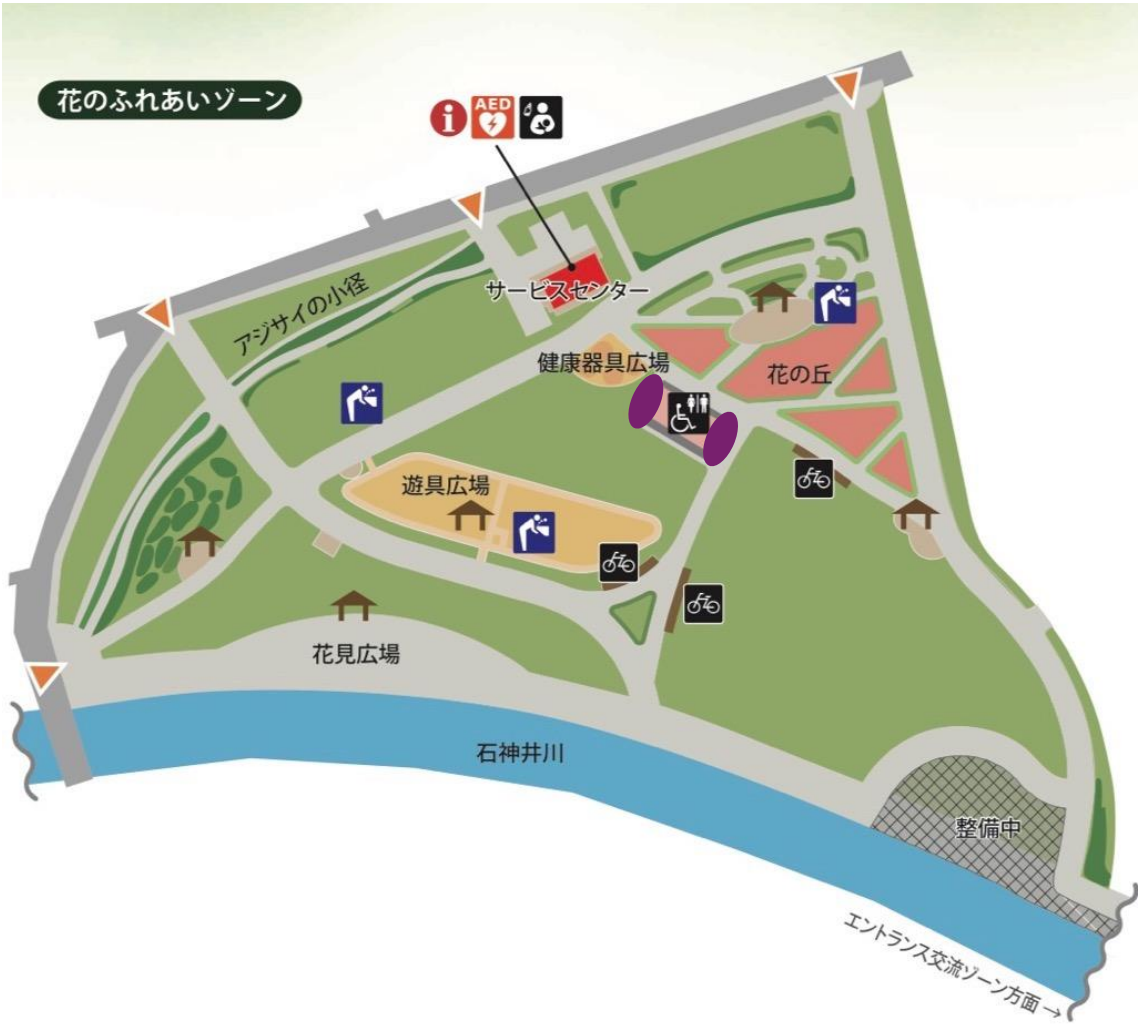 花のふれあいゾーン
i
AED
アジサイの小径
サービスセンター
健康器具広場
花の丘
遊具広場
花見広場
石神井川
整備中
エントランス交流ゾーン方面→